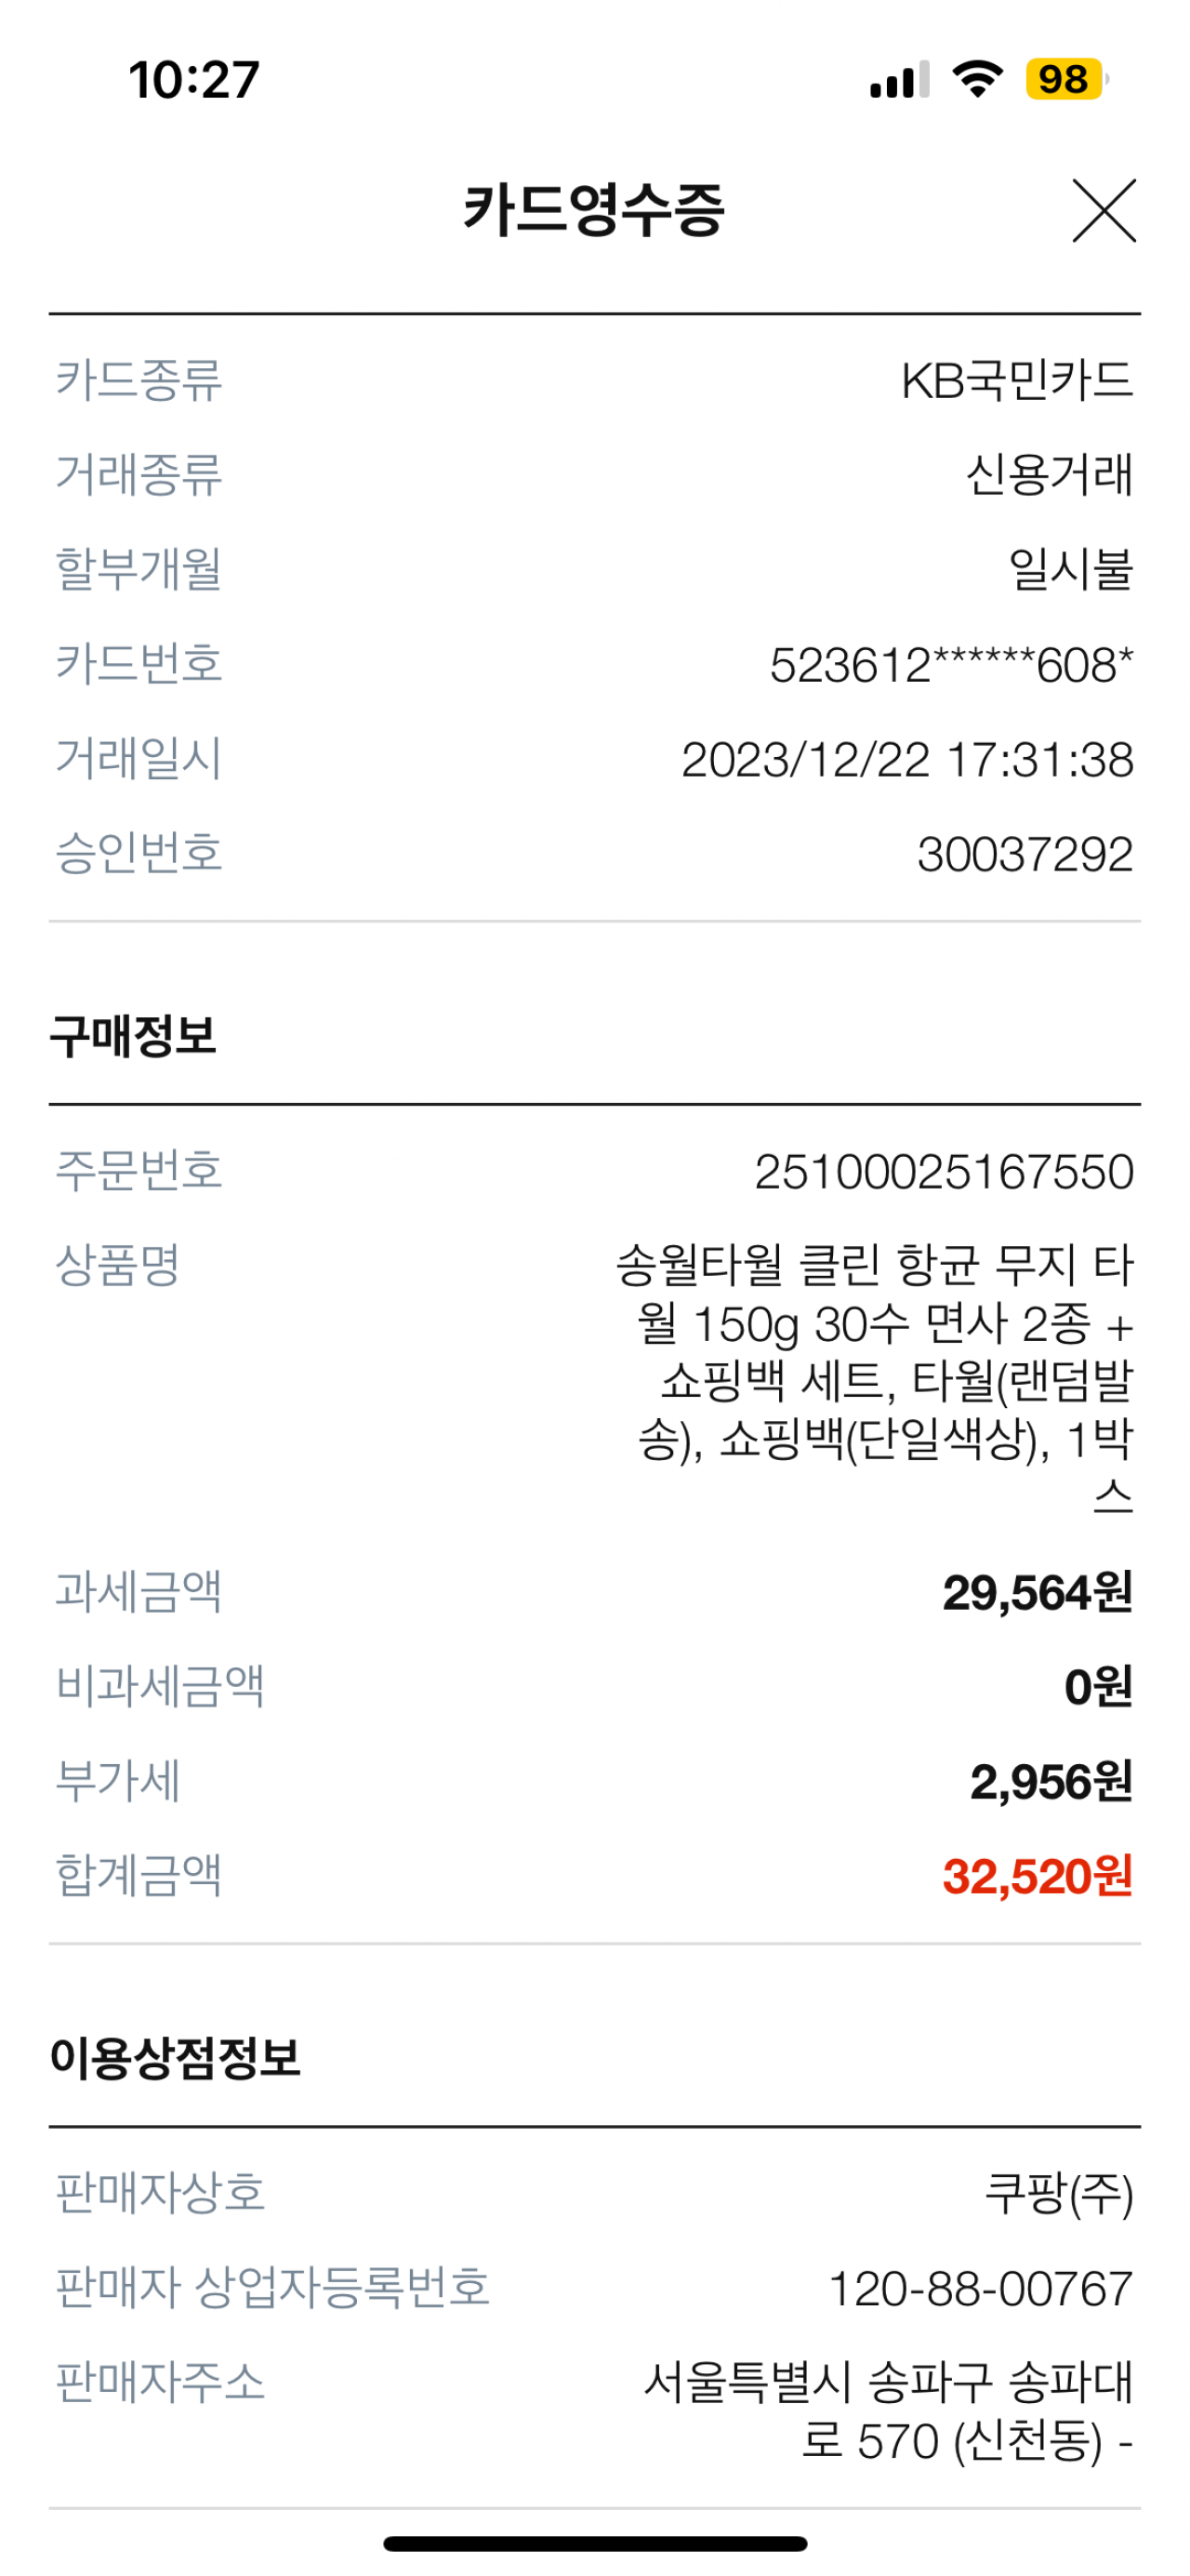 10:27
98
카드영수증
카드종류 KB국민카드
거래종류 신용거래
할부개월 일시불
카드번호 523612******608*
거래일시 2023/12/22 17:31:38
승인번호 30037292
구매정보
주문번호 25100025167550
상품명 송월타월 클린 항균 무지 타
월 150g 30수 면사 2종 +
쇼핑백 세트, 타월(랜덤발
송), 쇼핑백(단일색상), 1박
스
과세금액 29,564원
비과세금액 0원
부가세 2,956원
합계금액 32,520원
이용상점정보
판매자상호 쿠팡(주)
판매자 상업자등록번호 120-88-00767
판매자주소 서울특별시 송파구 송파대
로 570 (신천동) -